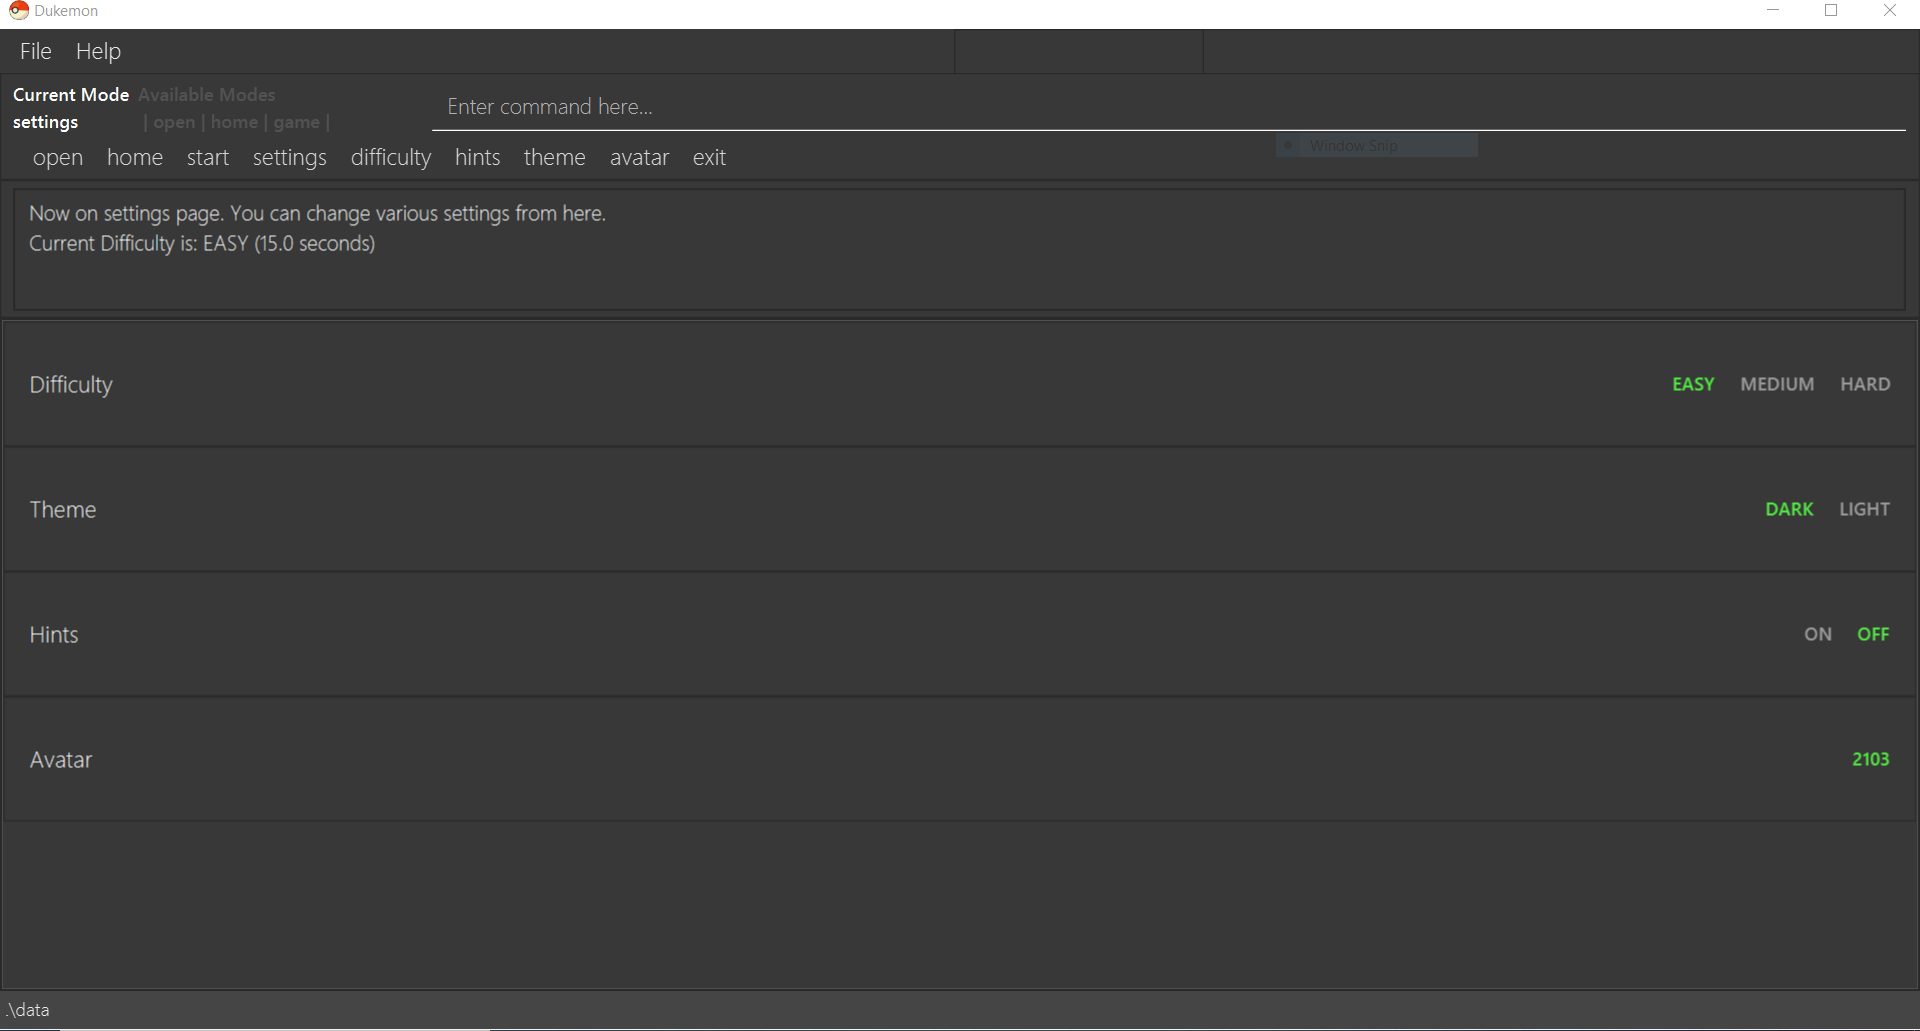 Dukemon
File Help
Current Mode Available Modes
settings | open | home | game |
Enter command here...
Window Snip
open home start settings difficulty hints theme avatar exit
Now on settings page. You can change various settings from here.
Current Difficulty is: EASY (15.0 seconds)
Difficulty EASY MEDIUM HARD
Theme DARK LIGHT
Hints ON OFF
Avatar 2103
.\data